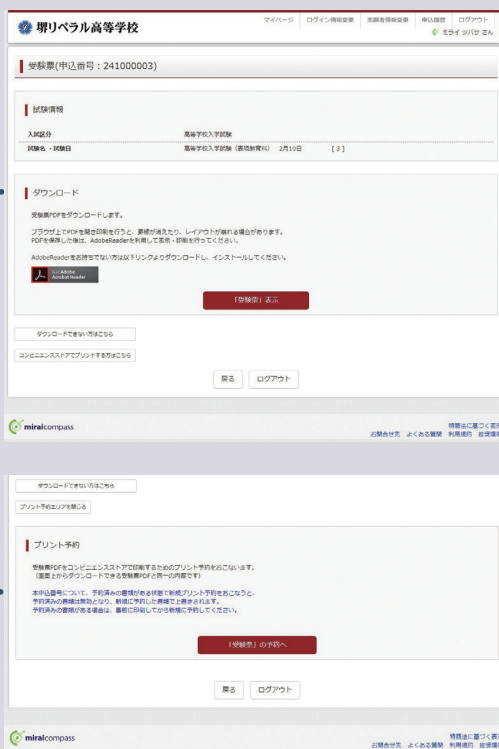 堺リベラル高等学校
マイページ ログイン情報変更 志願者情報変更 申込履歴 ログアウト
ミライ ツバサ さん
受験票(申込番号：241000003)
試験情報
入試区分 高等学校入学試験
試験名・試験日 高等学校入学試験（表現教育科） 2月10日 [ 3 ]
ダウンロード
受験票PDFをダウンロードします。
ブラウザ上でPDFを開き印刷を行うと、罫線が消えたり、レイアウトが崩れる場合があります。
PDFを保存した後は、AdobeReaderを利用して表示・印刷を行ってください。
AdobeReaderをお持ちでない方は以下リンクよりダウンロードし、インストールしてください。
Get Adobe
Acrobat Reader
「受験票」表示
ダウンロードできない方はこちら
コンビニエンスストアでプリントする方はこちら
戻る ログアウト
miraicompass
特商法に基づく表示
お問合せ先 よくある質問 利用規約 推奨環境
ダウンロードできない方はこちら
プリント予約エリアを閉じる
プリント予約
受験票PDFをコンビニエンスストアで印刷するためのプリント予約をおこないます。
（画面上からダウンロードできる受験票PDFと同一の内容です）
本申込番号について、予約済みの書類がある状態で新規プリント予約をおこなうと、
予約済みの書類は無効となり、新規に予約した書類で上書きされます。
予約済みの書類がある場合は、事前に印刷してから新規に予約してください。
「受験票」の予約へ
戻る ログアウト
miraicompass
特商法に基づく表示
お問合せ先 よくある質問 利用規約 推奨環境